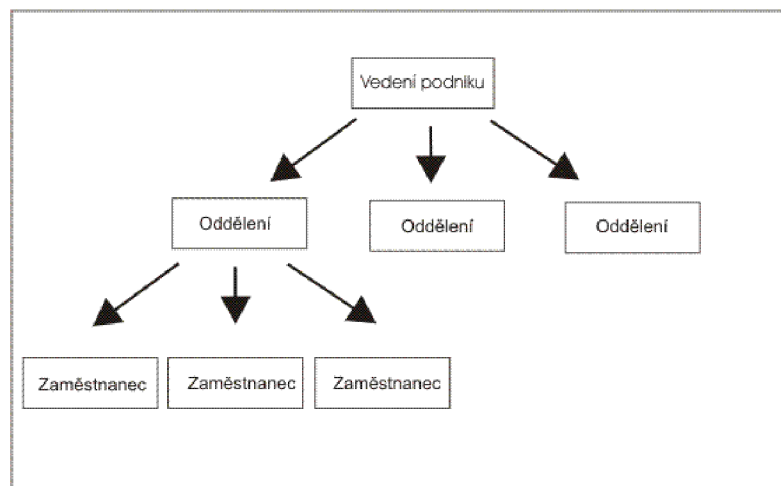 Vedení podniku
Oddělení
Oddělení
Oddělení
Zaměstnanec
Zaměstnanec
Zaměstnanec